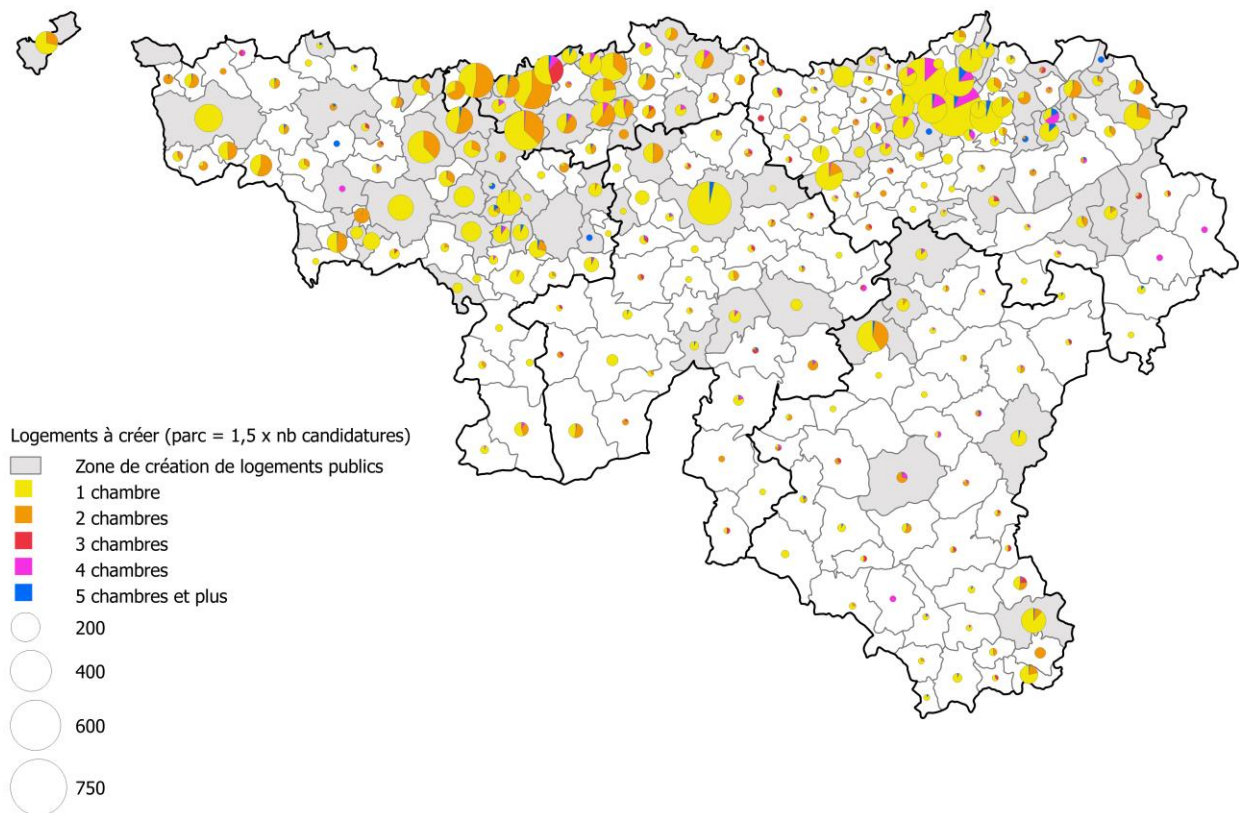 Logements à créer (parc = 1,5 x nb candidatures)
Zone de création de logements publics
1 chambre
2 chambres
3 chambres
4 chambres
5 chambres et plus
200
400
600
750